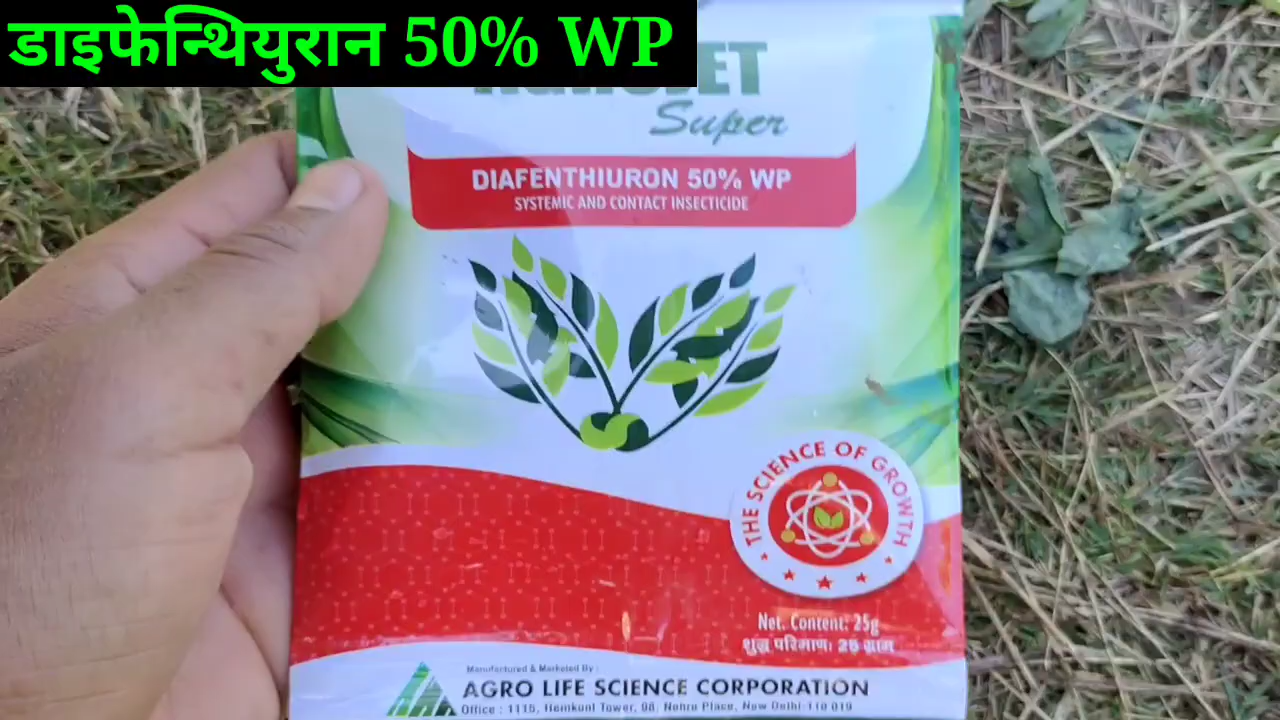 डाइफेन्थियुरान 50% WP
Super
DIAFENTHIURON 50% WP
SYSTEMIC AND CONTACT INSECTICIDE
THE SCIENCE OF GROWTH
Net. Content: 25g
शुद्ध परिमाण: 25 ग्राम
Manufactured & Marketed By :
AGRO LIFE SCIENCE CORPORATION
Office : 1115, Hemkunt Tower, 98, Nehru Place, New Delhi-110 019